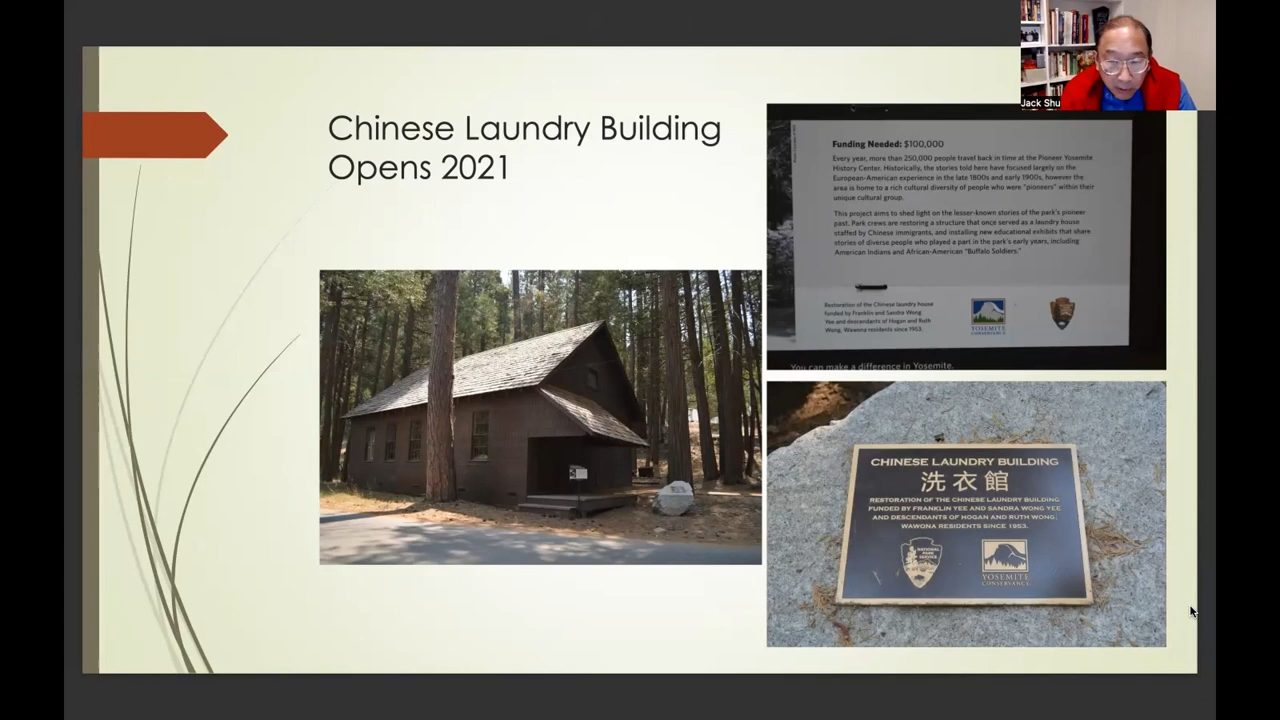 Chinese Laundry Building
Opens 2021
Jack Shu
Funding Needed: $100,000
Every year, more than 250,000 people travel back in time at the Pioneer Yosemite
History Center. Historically, the stories told here have focused largely on the
European-American experience in the late 1800s and early 1900s, however the
area is home to a rich cultural diversity of people who were "pioneers" within their
unique cultural group.
This project aims to shed light on the lesser-known stories of the park's pioneer
past. Park crews are restoring a structure that once served as a laundry house
staffed by Chinese immigrants, and installing new educational exhibits that share
stories of diverse people who played a part in the park's early years, including
American Indians and African-American "Buffalo Soldiers."
Restoration of the Chinese laundry house
funded by Franklin and Sandra Wong
Yee and descendants of Hogan and Ruth
Wong, Wawona residents since 1953.
YOSEMITE
CONSERVANCY
You can make a difference in Yosemite.
CHINESE LAUNDRY BUILDING
洗衣館
RESTORATION OF THE CHINESE LAUNDRY BUILDING
FUNDED BY FRANKLIN YEE AND SANDRA WONG YEE
AND DESCENDANTS OF HOGAN AND RUTH WONG,
WAWONA RESIDENTS SINCE 1953.
NATIONAL
PARK
SERVICE
YOSEMITE
CONSERVANCY